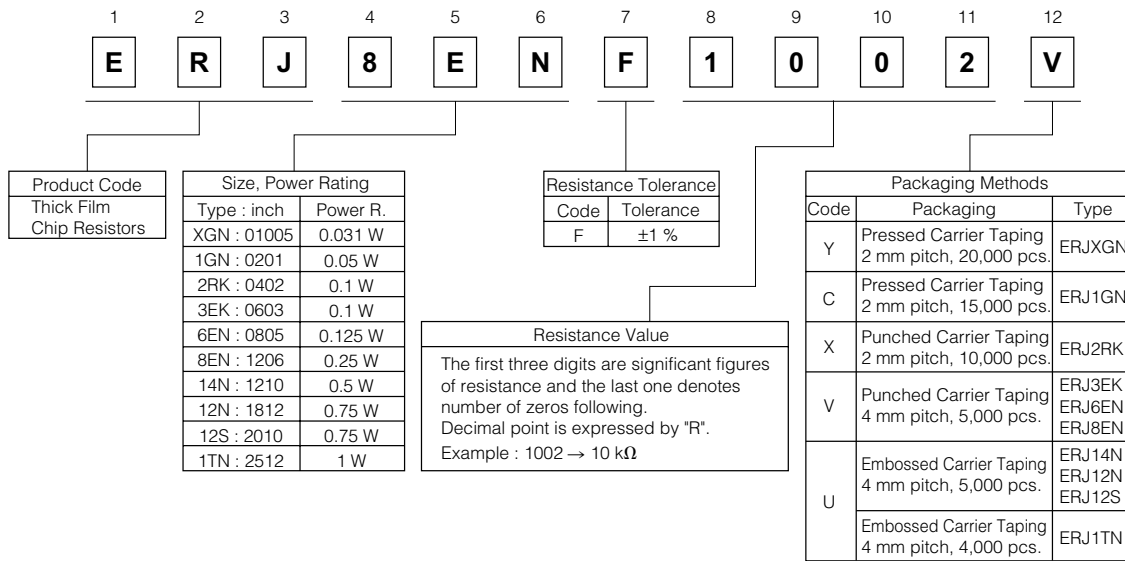 1 2 3 4 5 6 7 8 9 10 11 12
E R J 8 E N F 1 0 0 2 V
Product Code
Thick Film
Chip Resistors
Size, Power Rating
Type : inch Power R.
XGN : 01005 0.031 W
1GN : 0201 0.05 W
2RK : 0402 0.1 W
3EK : 0603 0.1 W
6EN : 0805 0.125 W
8EN : 1206 0.25 W
14N : 1210 0.5 W
12N : 1812 0.75 W
12S : 2010 0.75 W
1TN : 2512 1 W
Resistance Tolerance
Code Tolerance
F ±1 %
Resistance Value
The first three digits are significant figures
of resistance and the last one denotes
number of zeros following.
Decimal point is expressed by "R".
Example : 1002 → 10 kΩ
Packaging Methods
Code Packaging Type
Y Pressed Carrier Taping
2 mm pitch, 20,000 pcs. ERJXGN
C Pressed Carrier Taping
2 mm pitch, 15,000 pcs. ERJ1GN
X Punched Carrier Taping
2 mm pitch, 10,000 pcs. ERJ2RK
V Punched Carrier Taping
4 mm pitch, 5,000 pcs.
ERJ3EK
ERJ6EN
ERJ8EN
U Embossed Carrier Taping
4 mm pitch, 5,000 pcs.
ERJ14N
ERJ12N
ERJ12S
Embossed Carrier Taping
4 mm pitch, 4,000 pcs. ERJ1TN